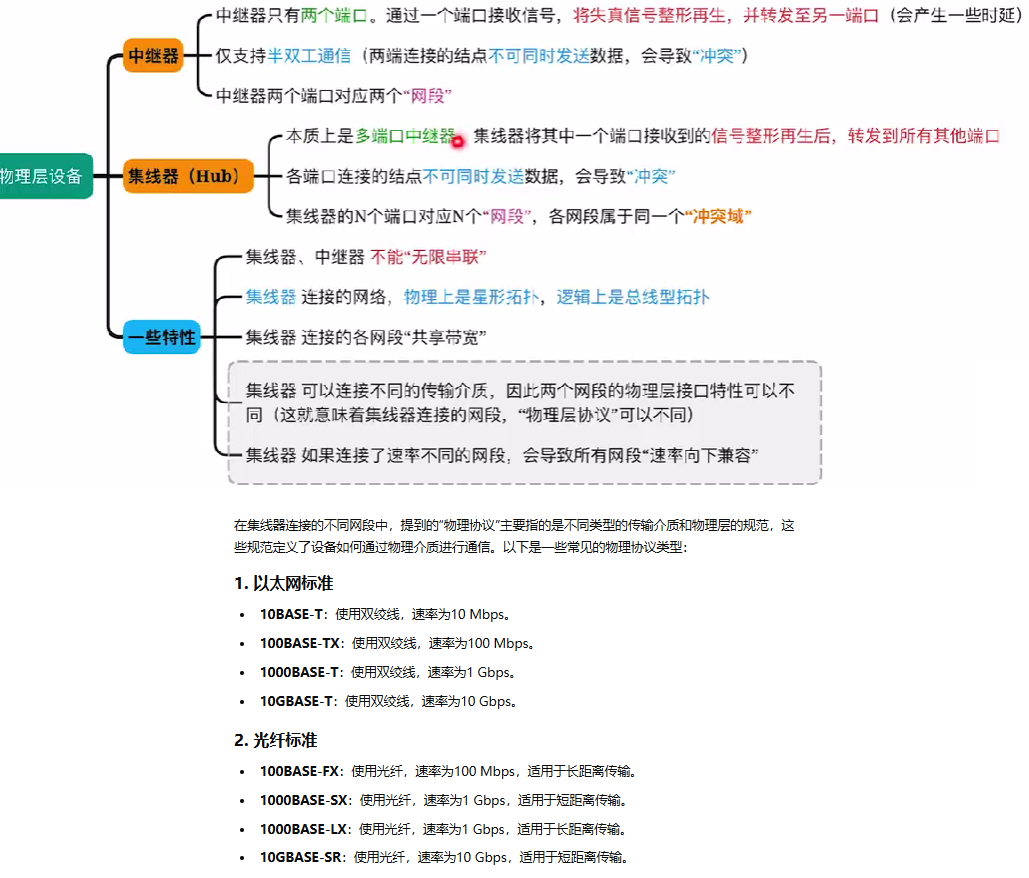 中继器只有两个端口。通过一个端口接收信号，将失真信号整形再生，并转发至另一端口（会产生一些时延）
中继器
仅支持半双工通信（两端连接的结点不可同时发送数据，会导致“冲突”）
中继器两个端口对应两个“网段”
物理层设备
本质上是多端口中继器 集线器将其中一个端口接收到的信号整形再生后，转发到所有其他端口
集线器（Hub）
各端口连接的结点不可同时发送数据，会导致“冲突”
集线器的N个端口对应N个“网段”，各网段属于同一个“冲突域”
集线器、中继器 不能“无限串联”
集线器 连接的网络，物理上是星形拓扑，逻辑上是总线型拓扑
一些特性
集线器 连接的各网段“共享带宽”
集线器 可以连接不同的传输介质，因此两个网段的物理层接口特性可以不
同（这就意味着集线器连接的网段，“物理层协议”可以不同）
集线器 如果连接了速率不同的网段，会导致所有网段“速率向下兼容”
在集线器连接的不同网段中，提到的“物理协议”主要指的是不同类型的传输介质和物理层的规范，这
些规范定义了设备如何通过物理介质进行通信。以下是一些常见的物理协议类型：
1. 以太网标准
• 10BASE-T：使用双绞线，速率为10 Mbps。
• 100BASE-TX：使用双绞线，速率为100 Mbps。
• 1000BASE-T：使用双绞线，速率为1 Gbps。
• 10GBASE-T：使用双绞线，速率为10 Gbps。
2. 光纤标准
• 100BASE-FX：使用光纤，速率为100 Mbps，适用于长距离传输。
• 1000BASE-SX：使用光纤，速率为1 Gbps，适用于短距离传输。
• 1000BASE-LX：使用光纤，速率为1 Gbps，适用于长距离传输。
• 10GBASE-SR：使用光纤，速率为10 Gbps，适用于短距离传输。